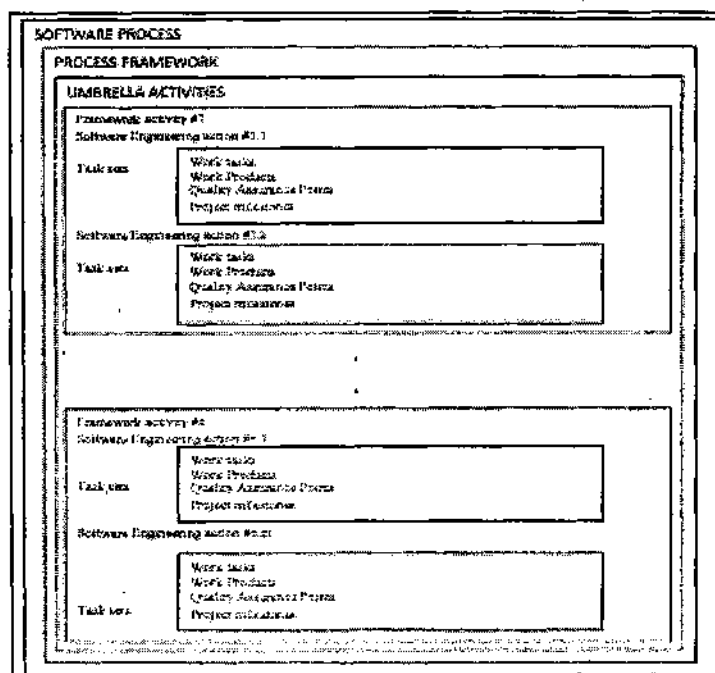 SOFTWARE PROCESS
PROCESS FRAMEWORK
UMBRELLA ACTIVITIES
Framework activity #1
Software Engineering action #1.1
Task sets
Work tasks
Work Products
Quality Assurance Points
Project milestones
Software Engineering action #1.2
Task sets
Work tasks
Work Products
Quality Assurance Points
Project milestones
Framework activity
Software Engineering action
Task sets
Work tasks
Work Products
Quality Assurance Points
Project milestones
Software Engineering action
Task sets
Work tasks
Work Products
Quality Assurance Points
Project milestones